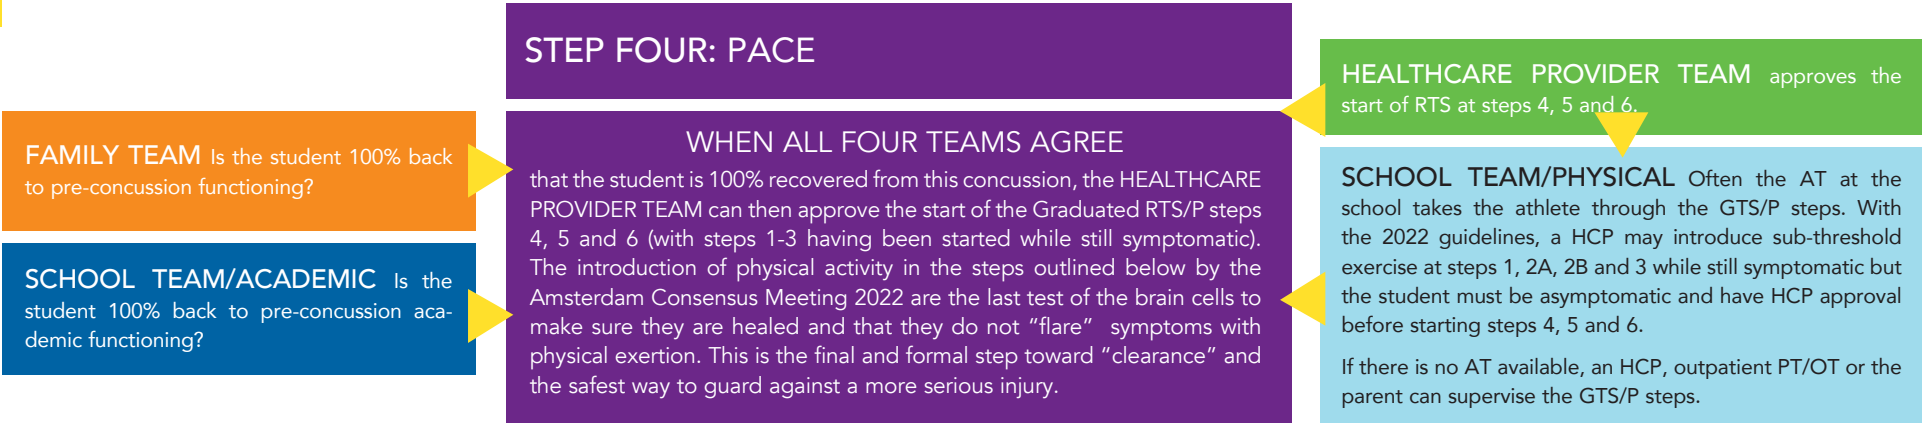 STEP FOUR: PACE
FAMILY TEAM Is the student 100% back
to pre-concussion functioning?
SCHOOL TEAM/ACADEMIC Is the
student 100% back to pre-concussion aca-
demic functioning?
WHEN ALL FOUR TEAMS AGREE
that the student is 100% recovered from this concussion, the HEALTHCARE
PROVIDER TEAM can then approve the start of the Graduated RTS/P steps
4, 5 and 6 (with steps 1-3 having been started while still symptomatic).
The introduction of physical activity in the steps outlined below by the
Amsterdam Consensus Meeting 2022 are the last test of the brain cells to
make sure they are healed and that they do not “flare” symptoms with
physical exertion. This is the final and formal step toward “clearance” and
the safest way to guard against a more serious injury.
HEALTHCARE PROVIDER TEAM approves the
start of RTS at steps 4, 5 and 6.
SCHOOL TEAM/PHYSICAL Often the AT at the
school takes the athlete through the GTS/P steps. With
the 2022 guidelines, a HCP may introduce sub-threshold
exercise at steps 1, 2A, 2B and 3 while still symptomatic but
the student must be asymptomatic and have HCP approval
before starting steps 4, 5 and 6.
If there is no AT available, an HCP, outpatient PT/OT or the
parent can supervise the GTS/P steps.